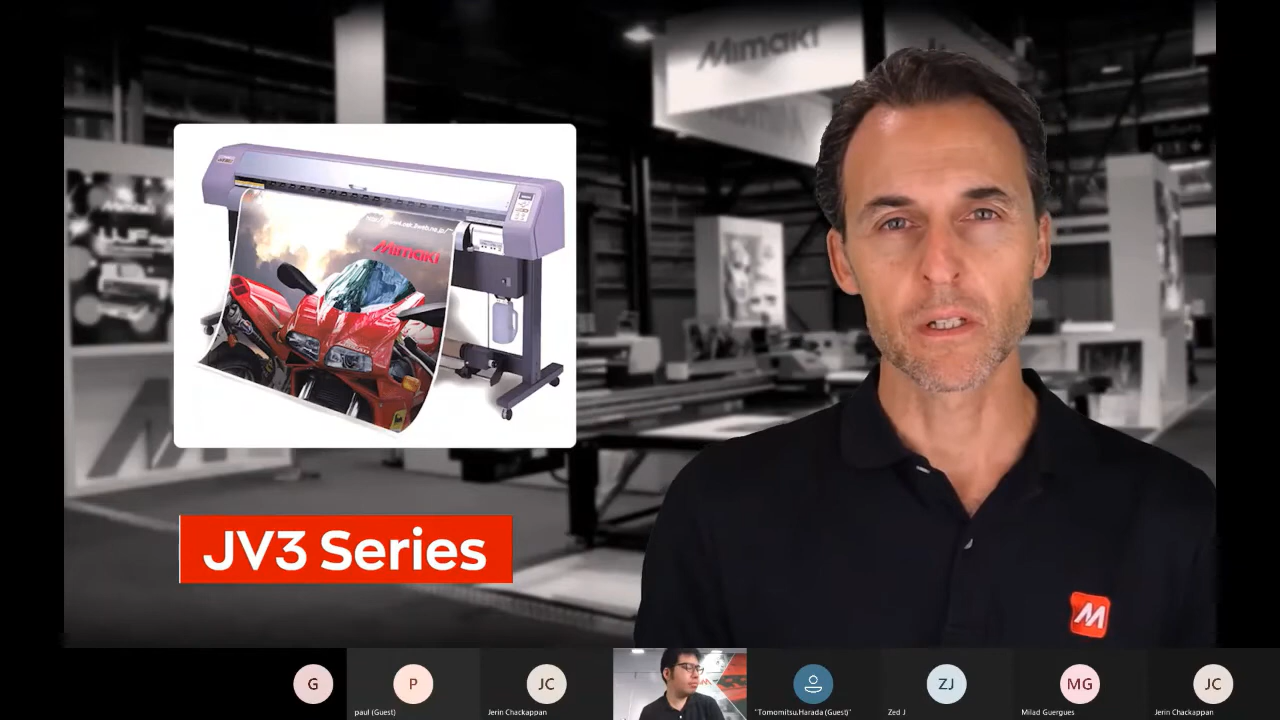 Mimaki
Mimaki
JV3 Series
M
G
P
JC
ZJ
MG
JC
paul (Guest)
Jerin Chackappan
"Tomomitsu.Harada (Guest)"
Zed J
Milad Guergues
Jerin Chackappan